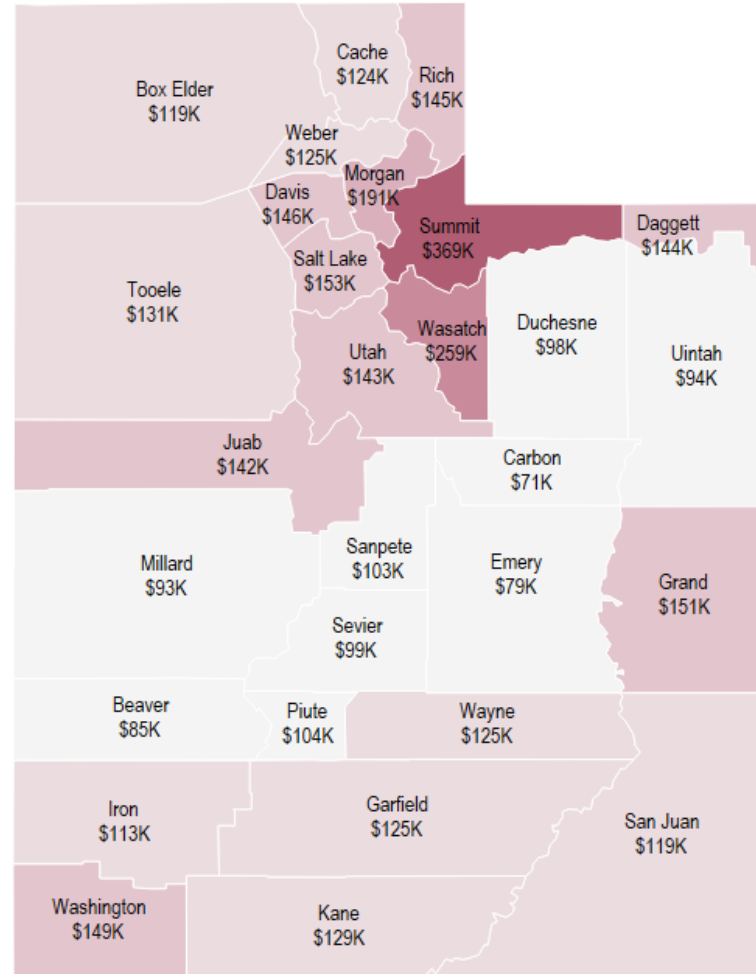 Cache
$124K
Rich
$145K
Box Elder
$119K
Weber
$125K
Morgan
$191K
Davis
$146K
Summit
$369K
Daggett
$144K
Salt Lake
$153K
Tooele
$131K
Wasatch
$259K
Duchesne
$98K
Uintah
$94K
Utah
$143K
Juab
$142K
Carbon
$71K
Sanpete
$103K
Millard
$93K
Emery
$79K
Grand
$151K
Sevier
$99K
Beaver
$85K
Piute
$104K
Wayne
$125K
Iron
$113K
Garfield
$125K
San Juan
$119K
Washington
$149K
Kane
$129K